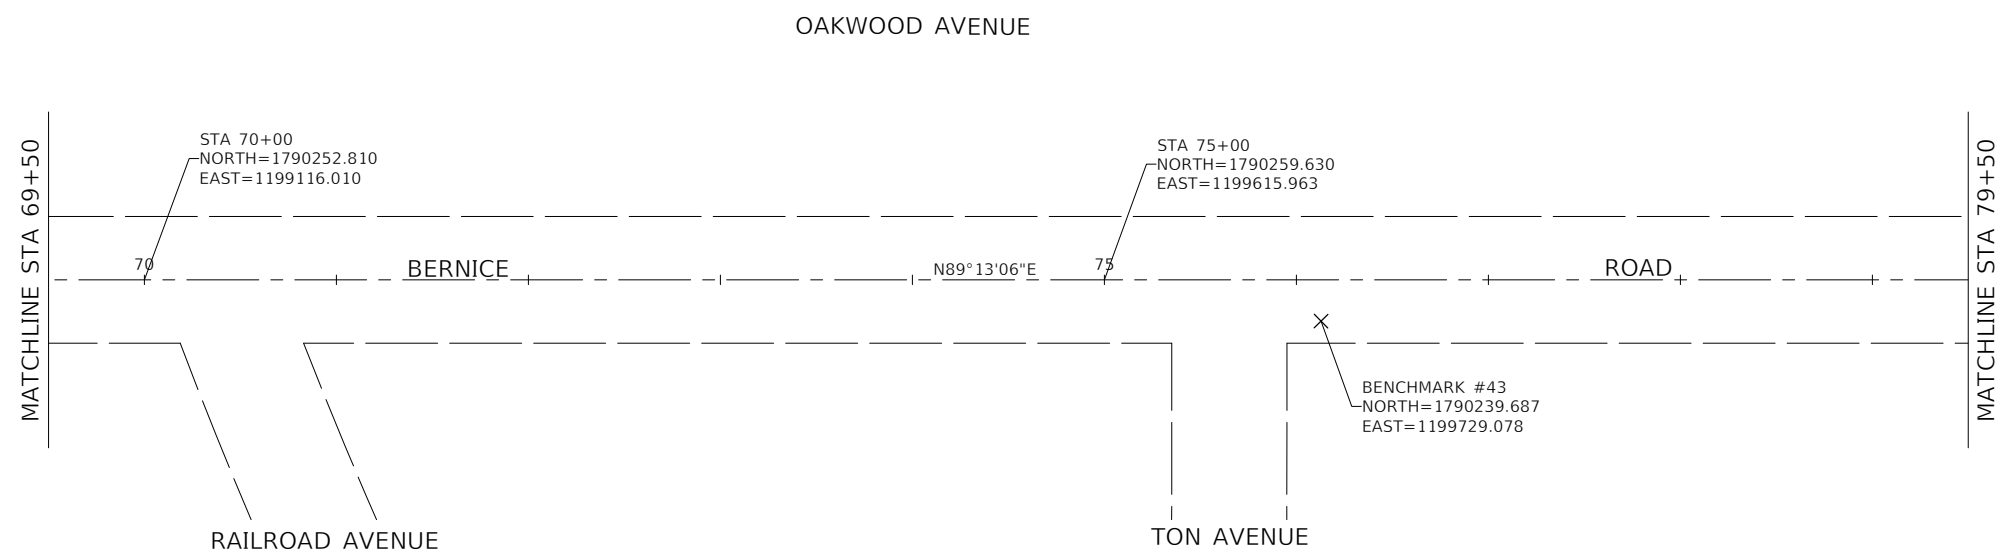 OAKWOOD AVENUE
MATCHLINE STA 69+50
STA 70+00
NORTH=1790252.810
EAST=1199116.010
STA 75+00
NORTH=1790259.630
EAST=1199615.963
MATCHLINE STA 79+50
70
BERNICE
N89°13'06"E
75
ROAD
BENCHMARK #43
NORTH=1790239.687
EAST=1199729.078
RAILROAD AVENUE
TON AVENUE